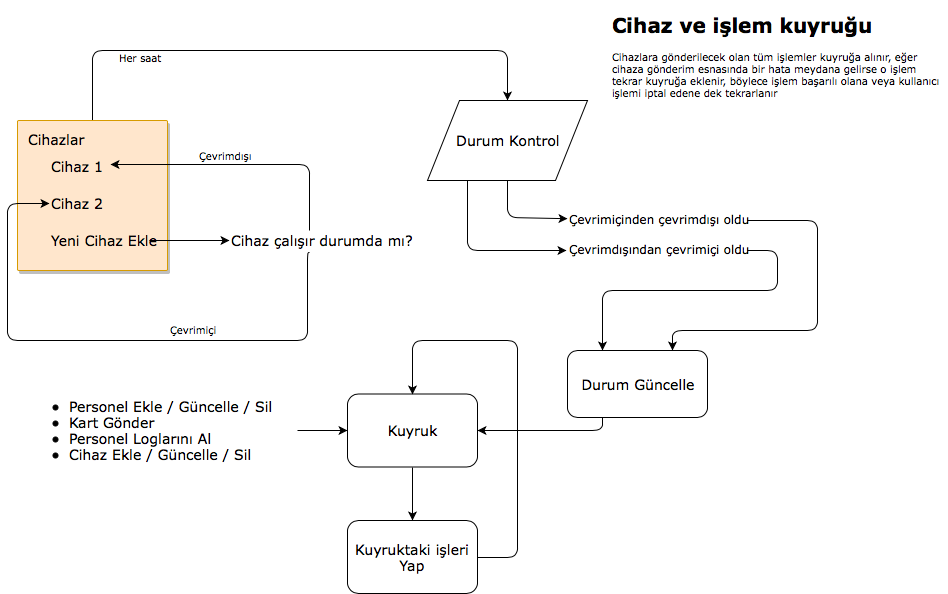 Cihaz ve işlem kuyruğu
Cihazlara gönderilecek olan tüm işlemler kuyruğa alınır, eğer
cihaza gönderim esnasında bir hata meydana gelirse o işlem
tekrar kuyruğa eklenir, böylece işlem başarılı olana veya kullanıcı
işlemi iptal edene dek tekrarlanır
Her saat
Durum Kontrol
Cihazlar
Cihaz 1
Cihaz 2
Yeni Cihaz Ekle
Çevrimdışı
Cihaz çalışır durumda mı?
Çevrimiçi
Çevrimiçinden çevrimdışı oldu
Çevrimdışından çevrimiçi oldu
Durum Güncelle
Personel Ekle / Güncelle / Sil
Kart Gönder
Personel Loglarını Al
Cihaz Ekle / Güncelle / Sil
Kuyruk
Kuyruktaki işleri
Yap